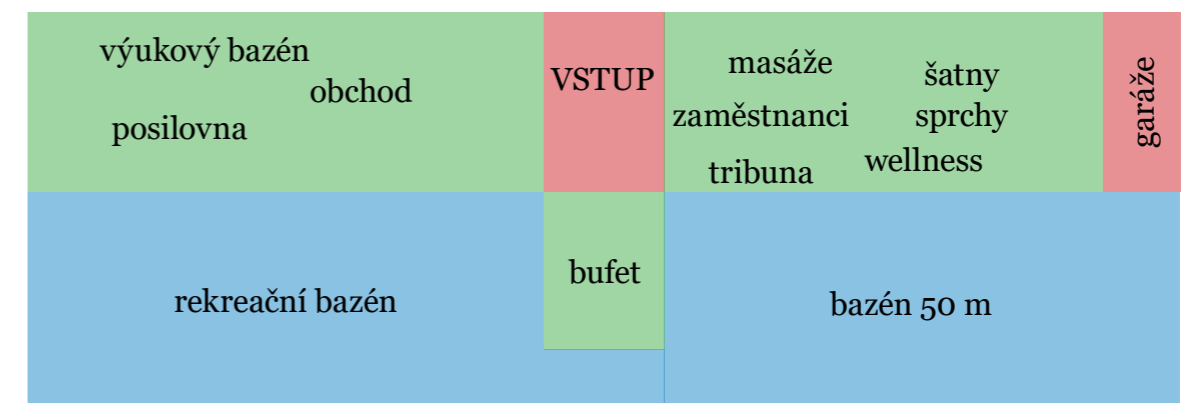 výukový bazén
obchod
posilovna
VSTUP
masáže
šatny
zaměstnanci
sprchy
tribuna
wellness
garáže
rekreační bazén
bufet
bazén 50 m